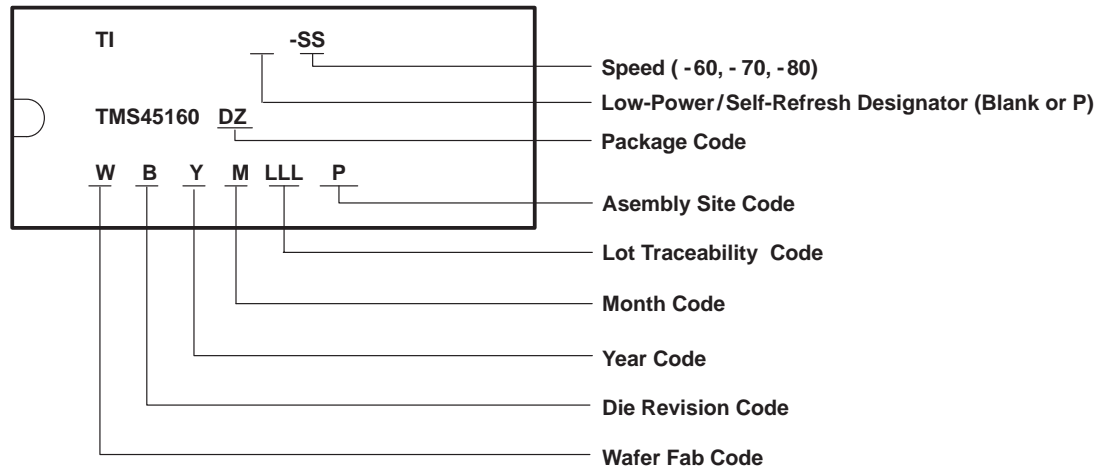 TI -SS
Speed ( -60, - 70, -80)
Low-Power/Self-Refresh Designator (Blank or P)
TMS45160 DZ
Package Code
W B Y M LLL P
Asembly Site Code
Lot Traceability Code
Month Code
Year Code
Die Revision Code
Wafer Fab Code